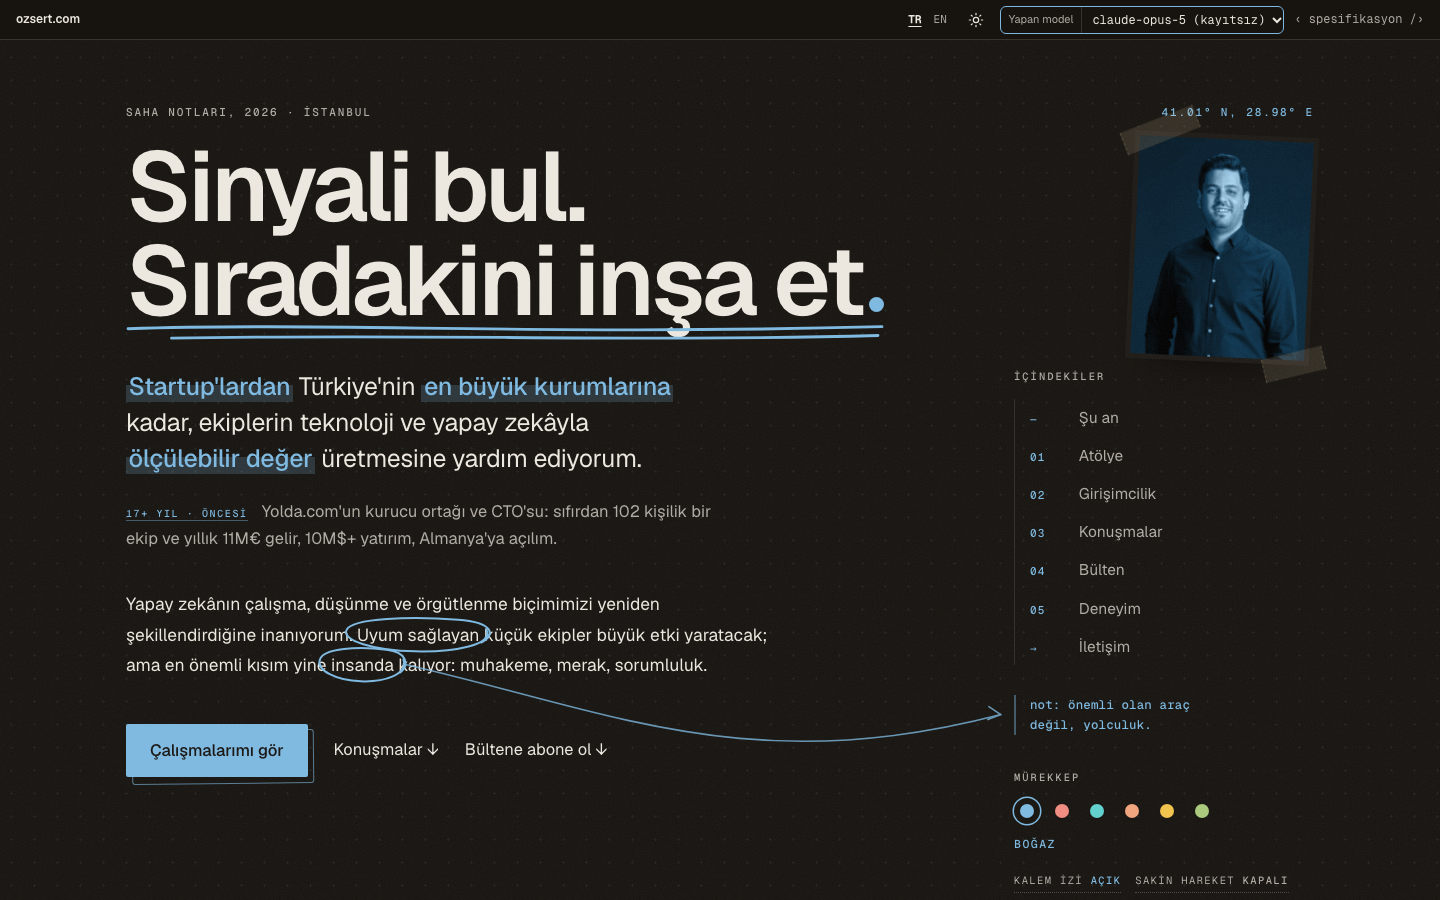 ozsert.com
TR EN
Yapan model claude-opus-5 (kayıtsız)
‹ spesifikasyon /›
SAHA NOTLARI, 2026 · İSTANBUL
41.01° N, 28.98° E
Sinyali bul.
Sıradakini inşa et.
Startup'lardan Türkiye'nin en büyük kurumlarına
kadar, ekiplerin teknoloji ve yapay zekâyla
ölçülebilir değer üretmesine yardım ediyorum.
17+ YIL · ÖNCESİ Yolda.com'un kurucu ortağı ve CTO'su: sıfırdan 102 kişilik bir
ekip ve yıllık 11M€ gelir, 10M$+ yatırım, Almanya'ya açılım.
Yapay zekânın çalışma, düşünme ve örgütlenme biçimimizi yeniden
şekillendirdiğine inanıyorum. Uyum sağlayan küçük ekipler büyük etki yaratacak;
ama en önemli kısım yine insanda kalıyor: muhakeme, merak, sorumluluk.
Çalışmalarımı gör
Konuşmalar ↓
Bültene abone ol ↓
İÇİNDEKİLER
— Şu an
01 Atölye
02 Girişimcilik
03 Konuşmalar
04 Bülten
05 Deneyim
→ İletişim
not: önemli olan araç
değil, yolculuk.
MÜREKKEP
BOĞAZ
KALEM İZİ AÇIK SAKİN HAREKET KAPALI